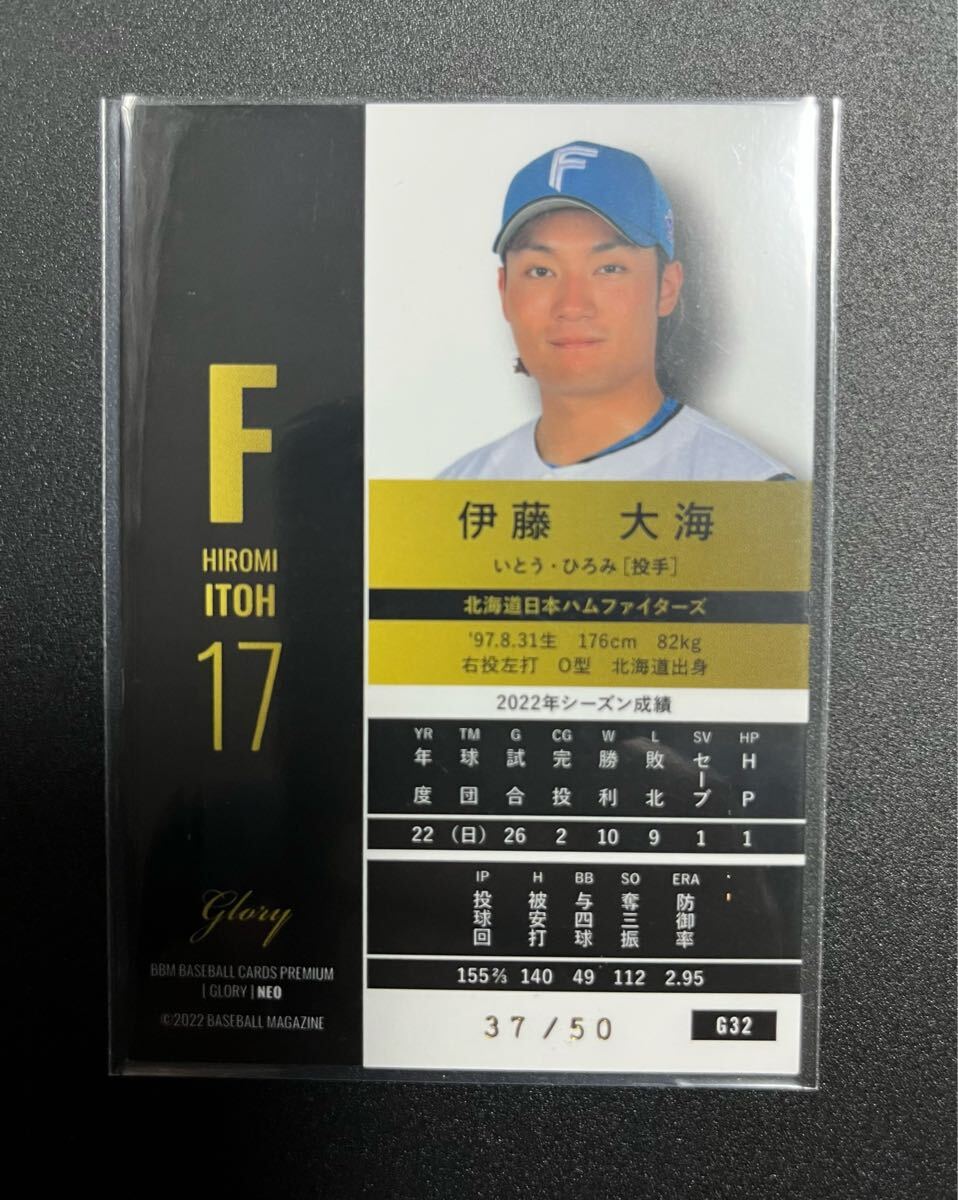 F
HIROMI
ITOH
17
Glory
BBM BASEBALL CARDS PREMIUM
[ GLORY ] NEO
©2022 BASEBALL MAGAZINE
F
伊藤 大海
いとう・ひろみ [投手]
北海道日本ハムファイターズ
'97.8.31生 176cm 82kg
右投左打 O型 北海道出身
2022年シーズン成績
YR TM G CG W L SV HP
年度 球団 試合 完投 勝利 敗北 セーブ HP
22 (日) 26 2 10 9 1 1
IP H BB SO ERA
投球回 被安打 与四球 奪三振 防御率
155⅔ 140 49 112 2.95
37/50
G32